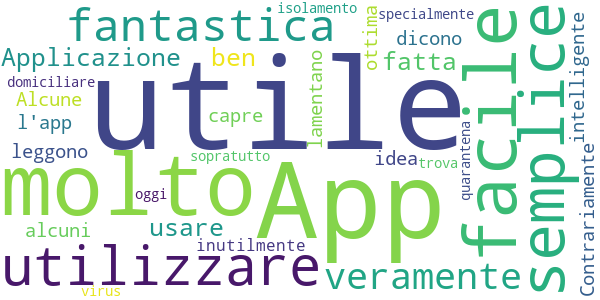 isolamento
fantastica
ottima
specialmente
dicono
Applicazione
ben
lamentano
fatta
domiciliare
Alcune
utile
l'app
capre
leggono
sopratutto
idea
trova
molto
oggi
App
alcuni
usare
inutilmente
utilizzare
veramente
virus
quarantena
facile
semplice
intelligente
Contrariamente